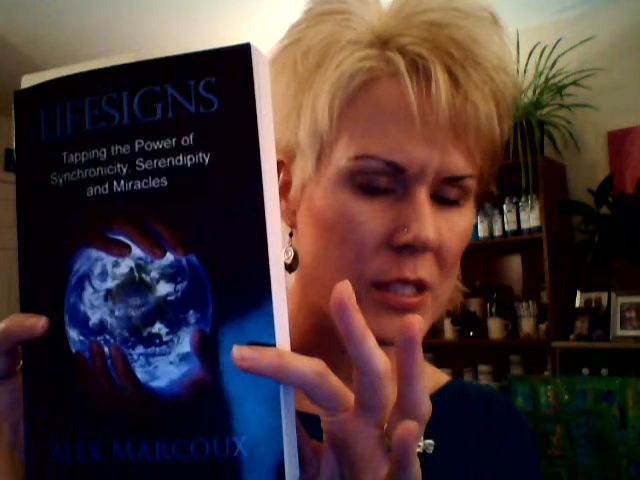 LIFESIGNS
Tapping the Power of
Synchronicity, Serendipity
and Miracles
ALEX MARCOUX